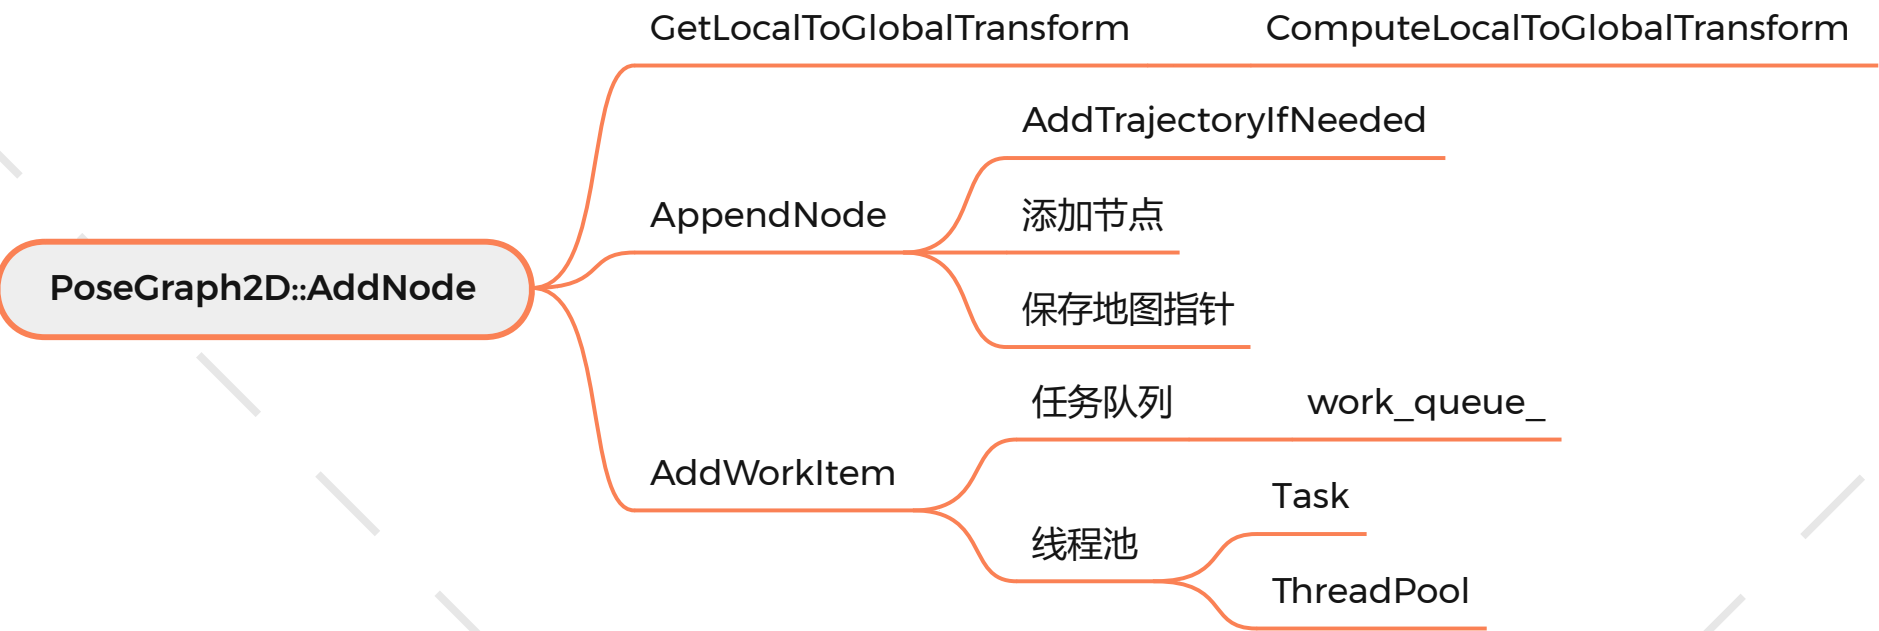 GetLocalToGlobalTransform ComputeLocalToGlobalTransform
AddTrajectoryIfNeeded
AppendNode 添加节点
PoseGraph2D::AddNode
保存地图指针
任务队列 work_queue_
AddWorkItem
Task
线程池
ThreadPool